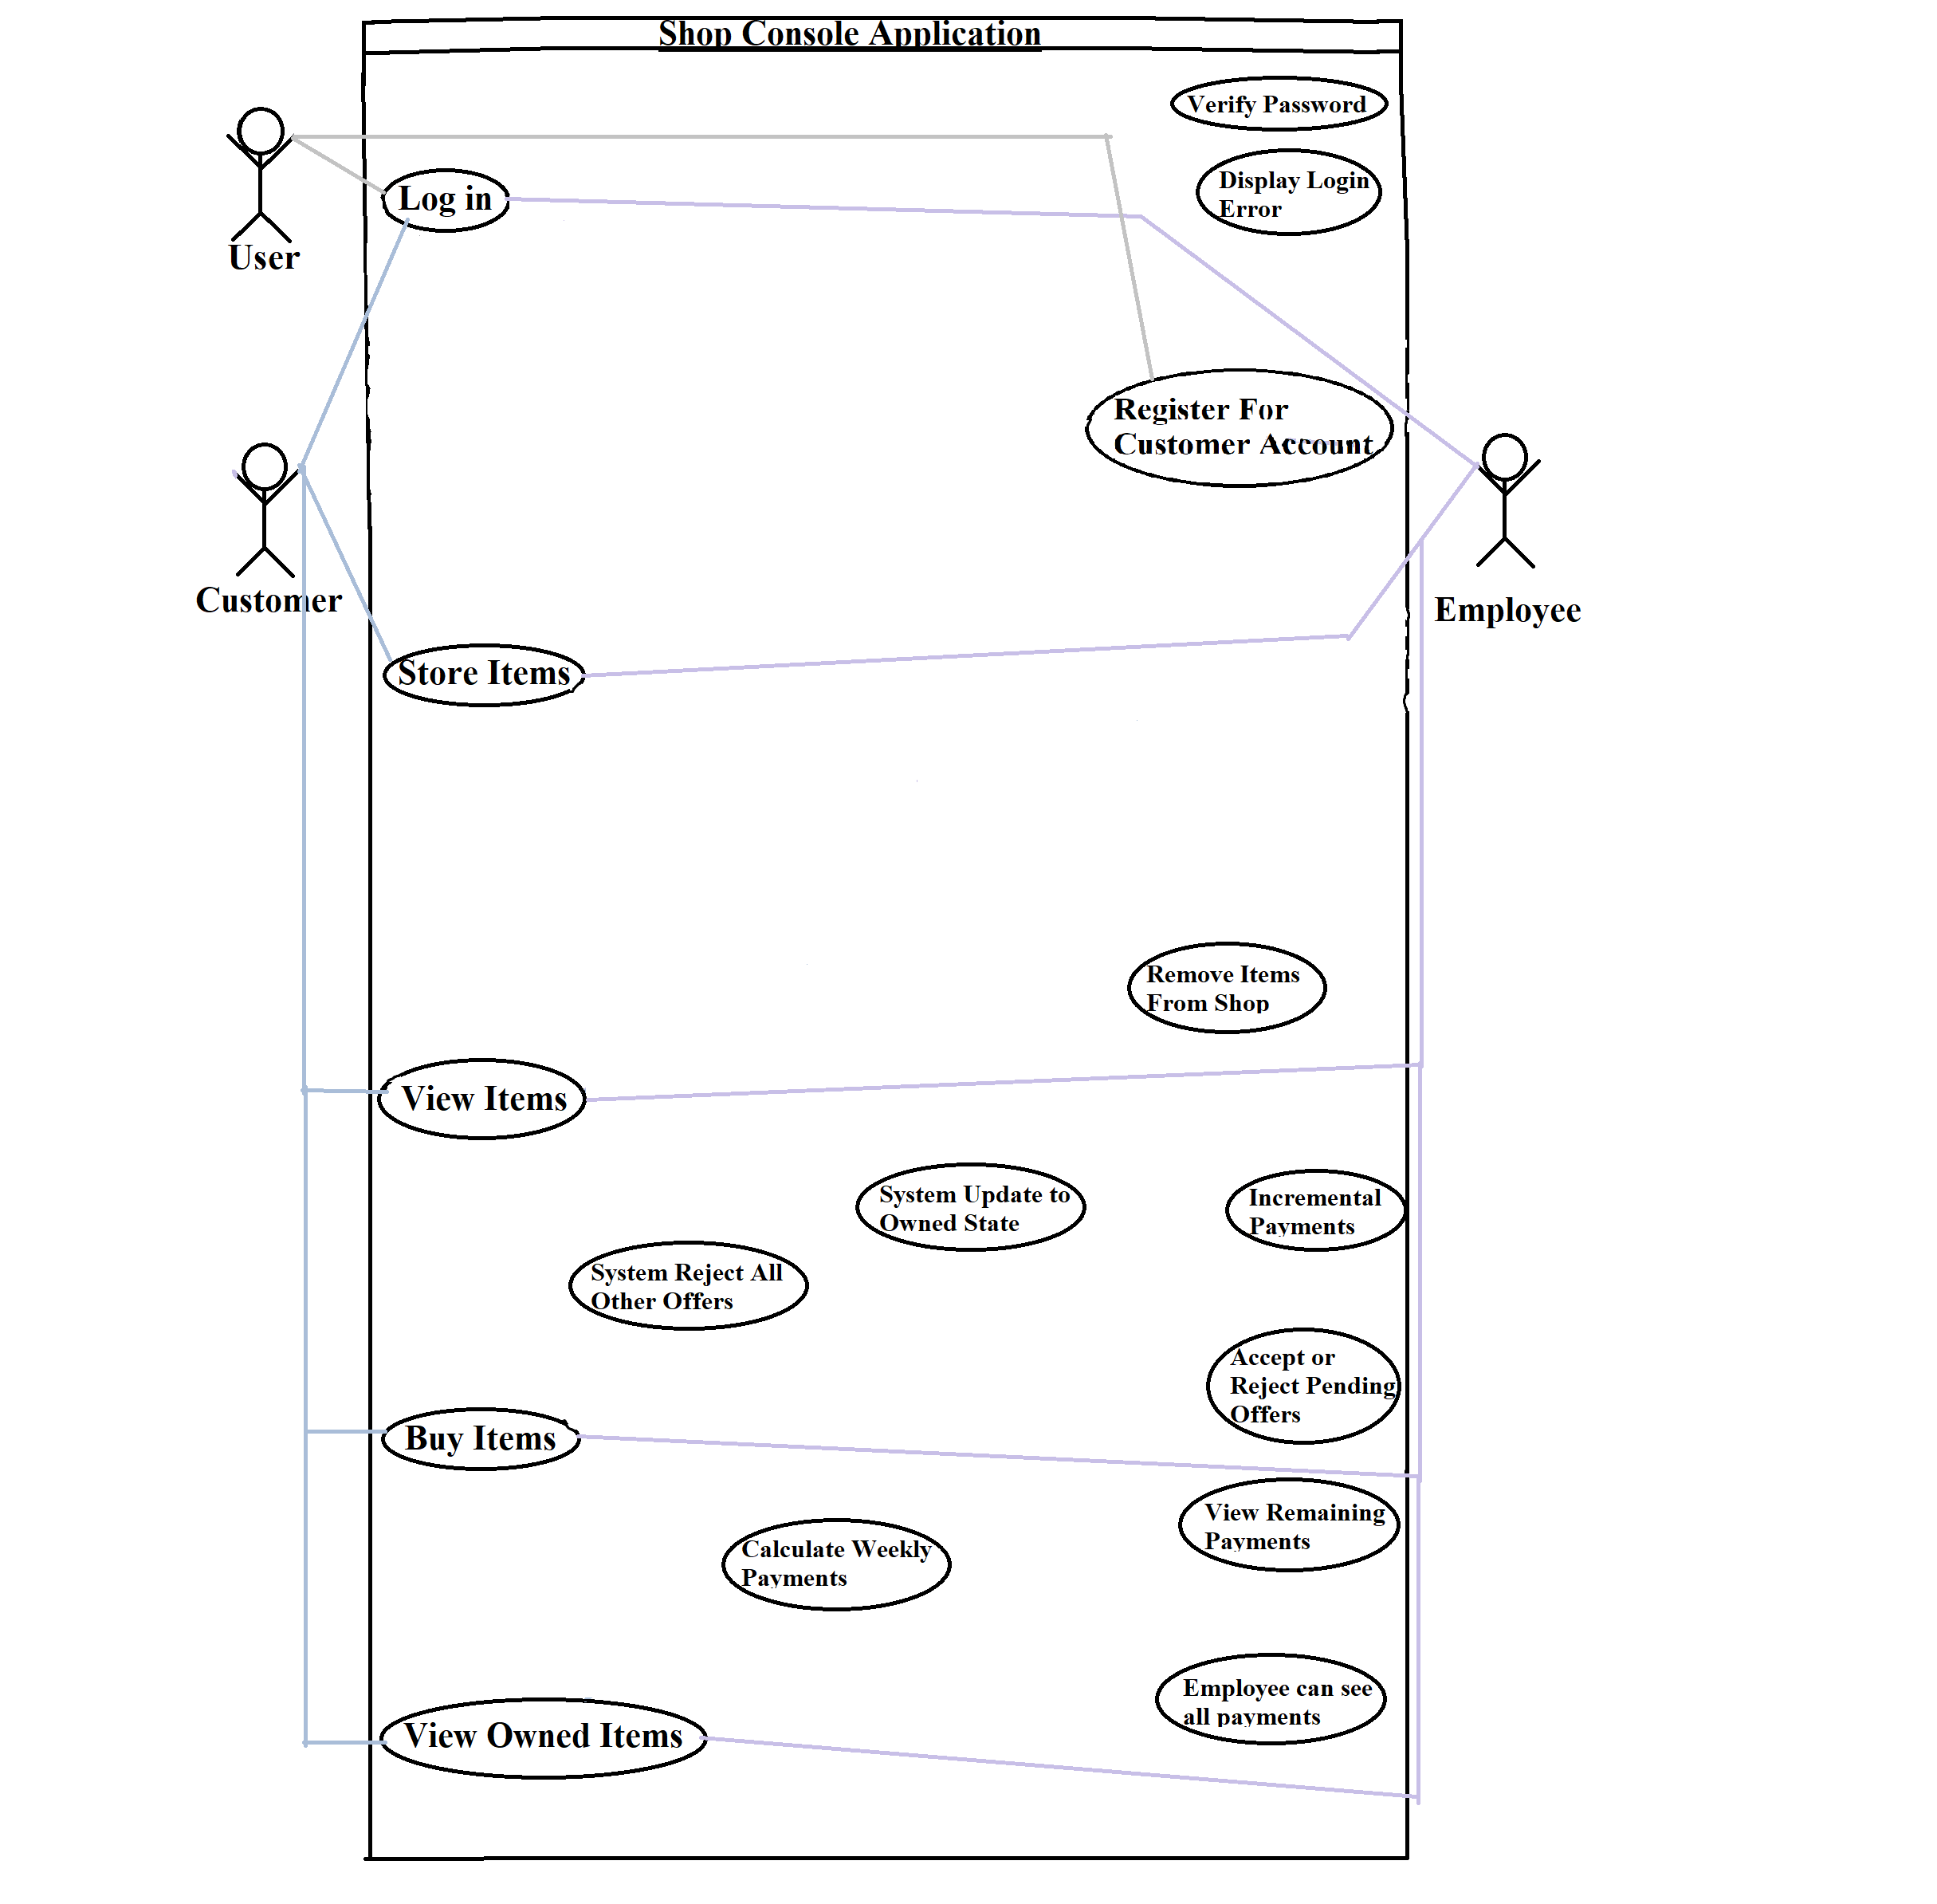 Shop Console Application
Verify Password
Display Login
Error
Log in
User
Register For
Customer Account
Customer
Employee
Store Items
Remove Items
From Shop
View Items
System Update to
Owned State
Incremental
Payments
System Reject All
Other Offers
Accept or
Reject Pending
Offers
Buy Items
View Remaining
Payments
Calculate Weekly
Payments
Employee can see
all payments
View Owned Items